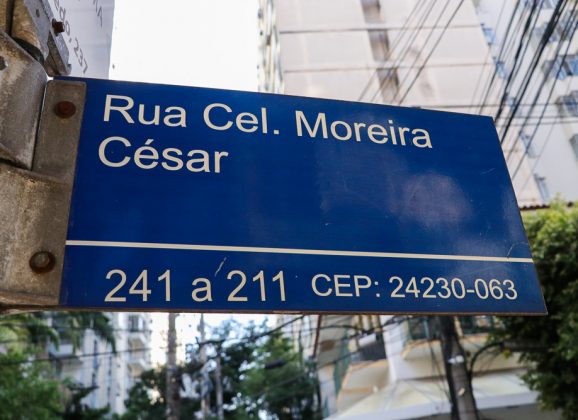 Rua Cel. Moreira
César
241 a 211 CEP: 24230-063